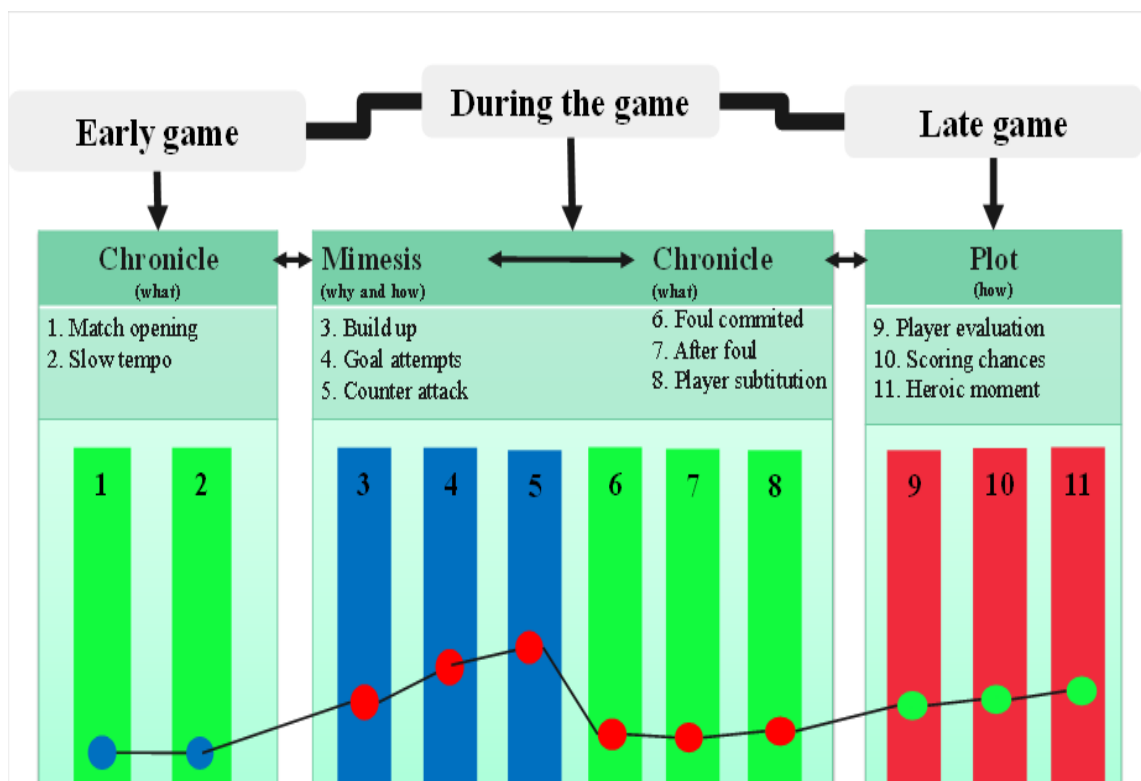 Early game
During the game
Late game
Chronicle
(what)
1. Match opening
2. Slow tempo
Mimesis
(why and how)
3. Build up
4. Goal attempts
5. Counter attack
Chronicle
(what)
6. Foul commited
7. After foul
8. Player subtitution
Plot
(how)
9. Player evaluation
10. Scoring chances
11. Heroic moment
1
2
3
4
5
6
7
8
9
10
11